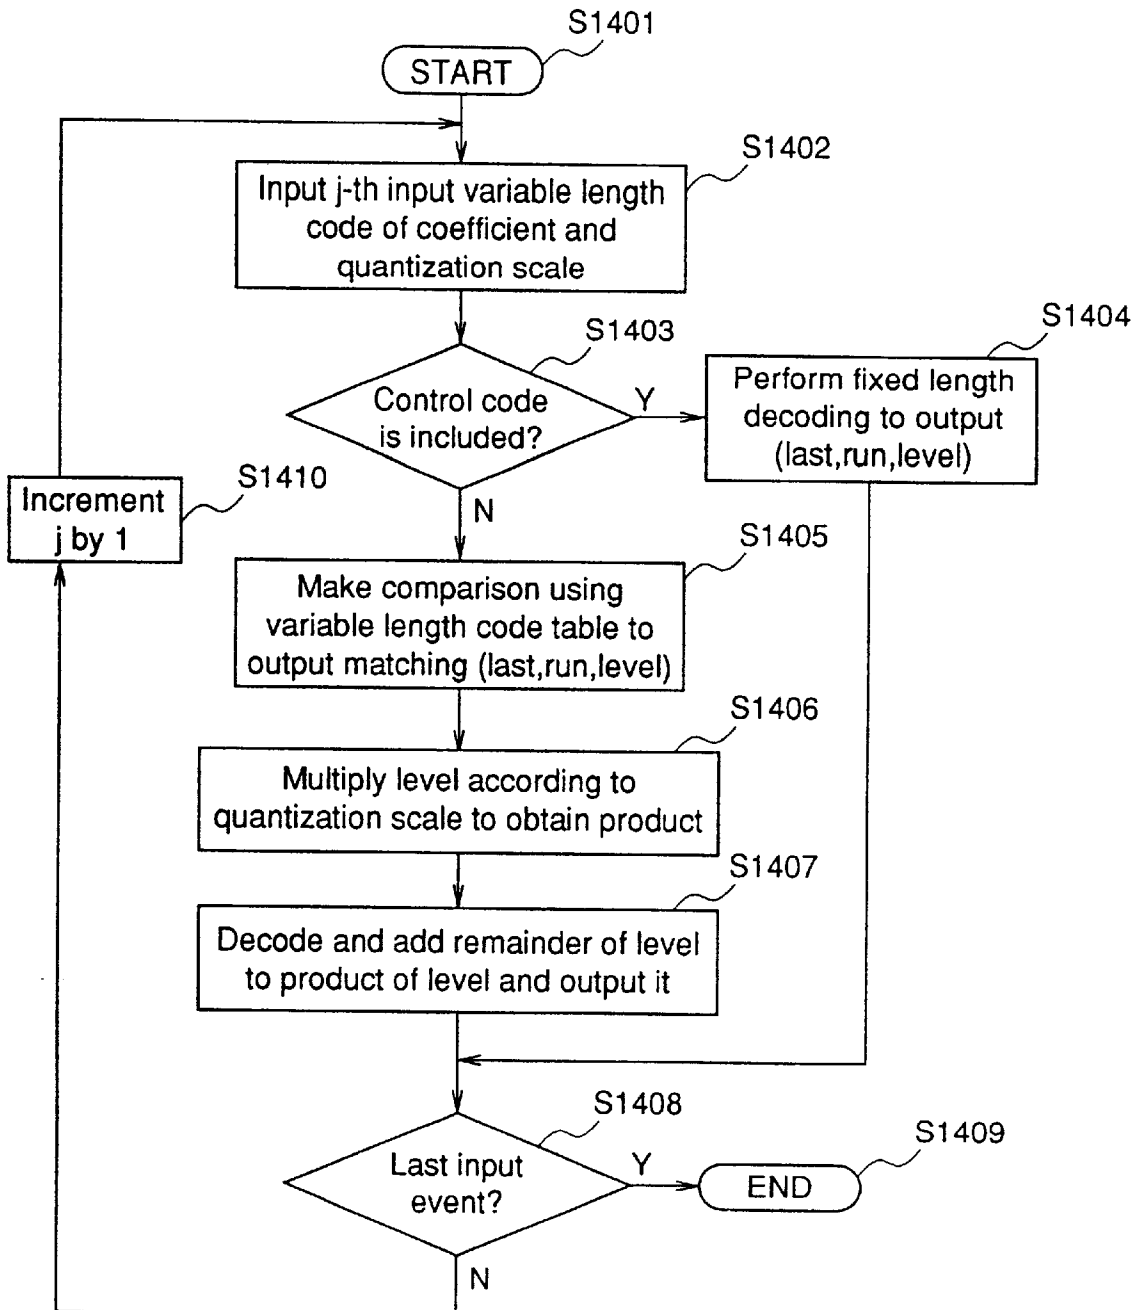 S1401
START
S1402
Input j-th input variable length
code of coefficient and
quantization scale
S1403
Control code
is included?
Y
N
S1404
Perform fixed length
decoding to output
(last,run,level)
S1410
Increment
j by 1
S1405
Make comparison using
variable length code table to
output matching (last,run,level)
S1406
Multiply level according to
quantization scale to obtain product
S1407
Decode and add remainder of level
to product of level and output it
S1408
Last input
event?
Y
N
S1409
END